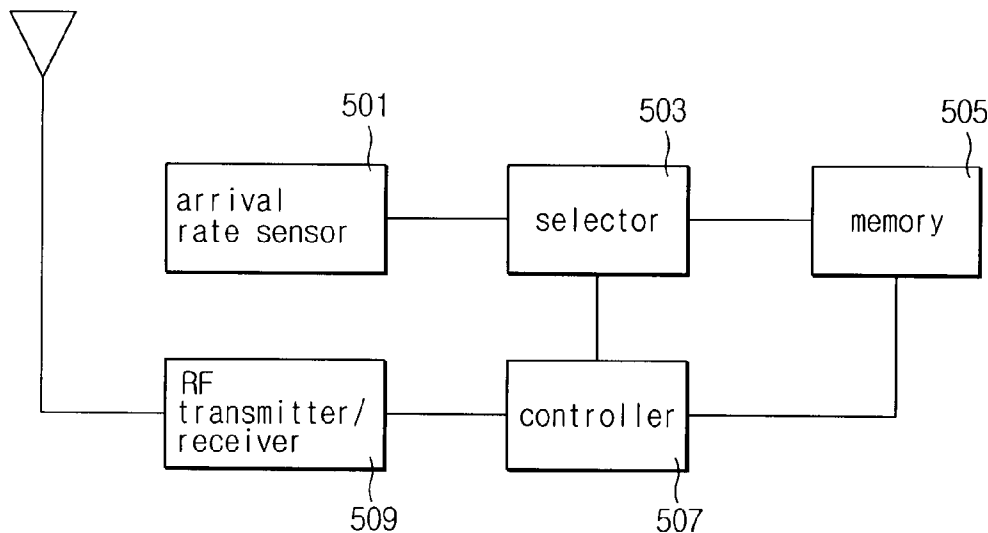 501
503
505
arrival
rate sensor
selector
memory
RF
transmitter/
receiver
controller
509
507